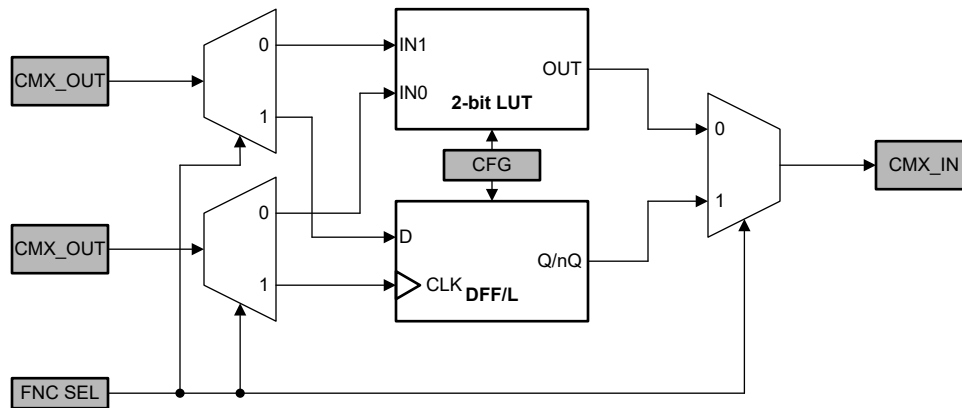 CMX_OUT
0
1
IN1
IN0
OUT
2-bit LUT
CFG
0
1
CMX_IN
CMX_OUT
0
1
D
CLK
DFF/L
Q/nQ
FNC SEL